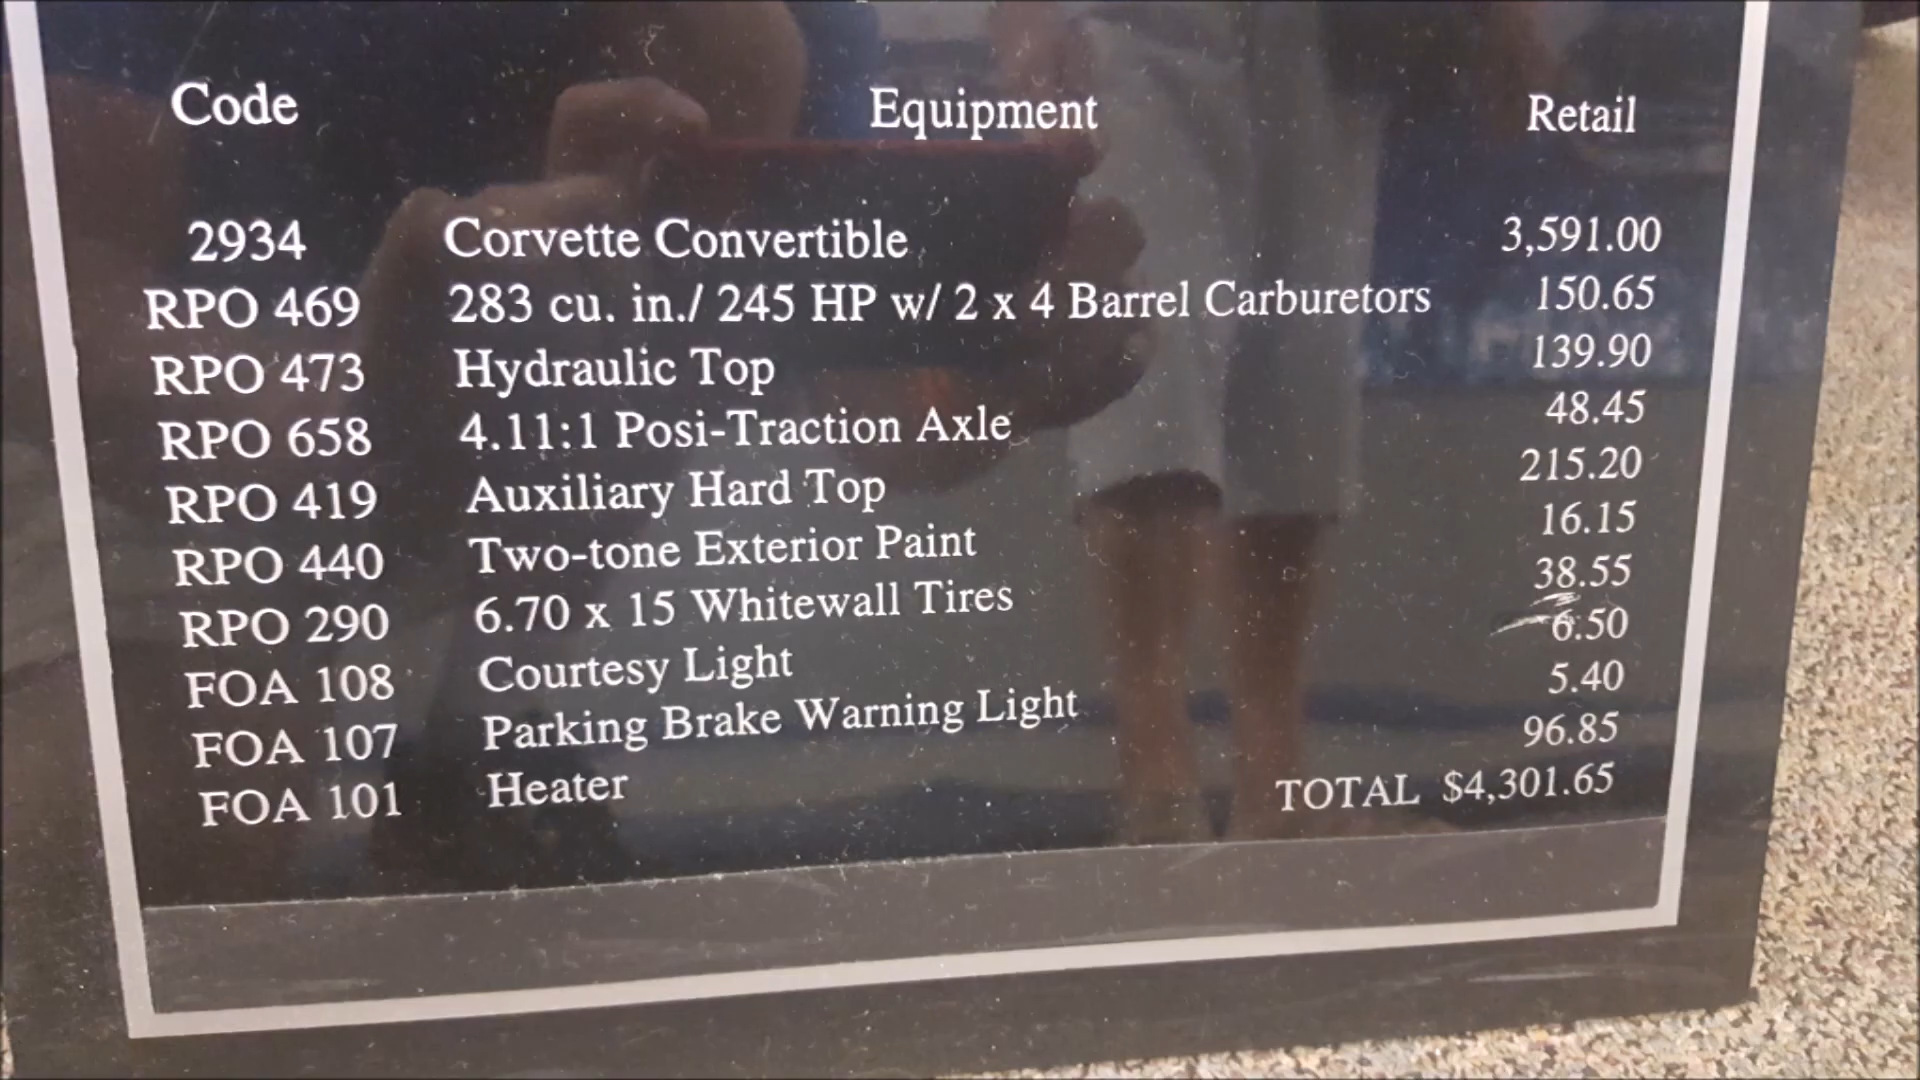 Code Equipment Retail
2934 Corvette Convertible 3,591.00
RPO 469 283 cu. in./ 245 HP w/ 2 x 4 Barrel Carburetors 150.65
RPO 473 Hydraulic Top 139.90
RPO 658 4.11:1 Posi-Traction Axle 48.45
RPO 419 Auxiliary Hard Top 215.20
RPO 440 Two-tone Exterior Paint 16.15
RPO 290 6.70 x 15 Whitewall Tires 38.55
FOA 108 Courtesy Light 6.50
FOA 107 Parking Brake Warning Light 5.40
FOA 101 Heater 96.85
TOTAL $4,301.65